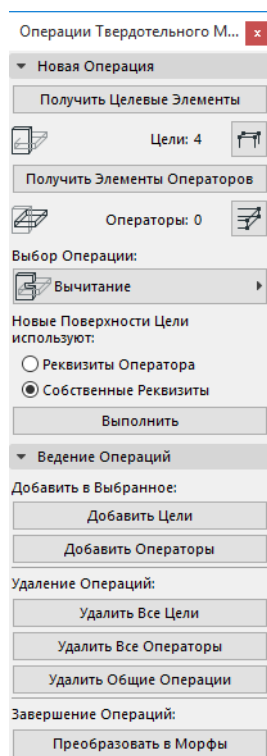 Операции Твердотельного М...
Новая Операция
Получить Целевые Элементы
Цели: 4
Получить Элементы Операторов
Операторы: 0
Выбор Операции:
Вычитание
Новые Поверхности Цели
используют:
Реквизиты Оператора
Собственные Реквизиты
Выполнить
Ведение Операций
Добавить в Выбранное:
Добавить Цели
Добавить Операторы
Удаление Операций:
Удалить Все Цели
Удалить Все Операторы
Удалить Общие Операции
Завершение Операций:
Преобразовать в Морфы